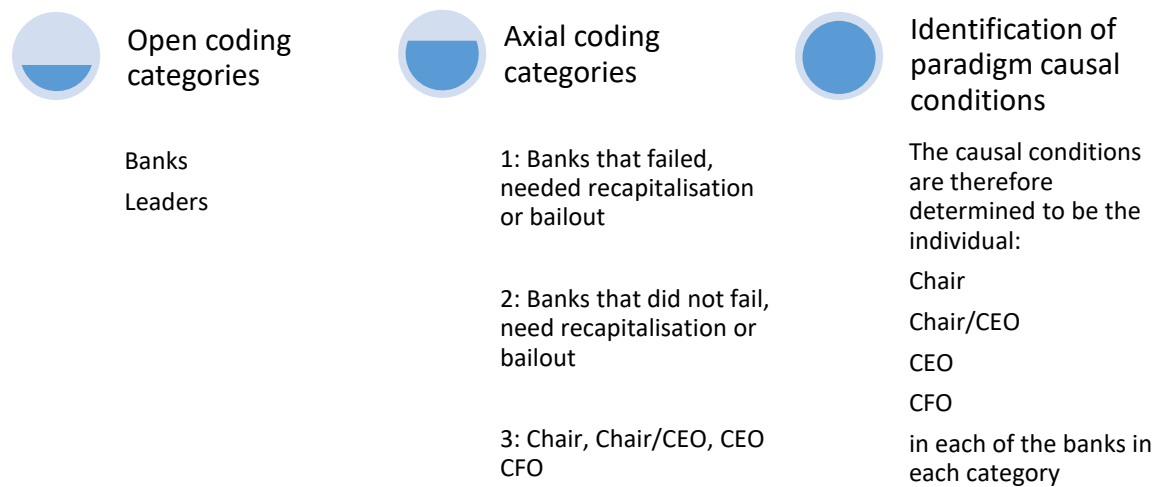 Open coding
categories
Banks
Leaders
Axial coding
categories
1: Banks that failed,
needed recapitalisation
or bailout
2: Banks that did not fail,
need recapitalisation or
bailout
3: Chair, Chair/CEO, CEO
CFO
Identification of
paradigm causal
conditions
The causal conditions
are therefore
determined to be the
individual:
Chair
Chair/CEO
CEO
CFO
in each of the banks in
each category